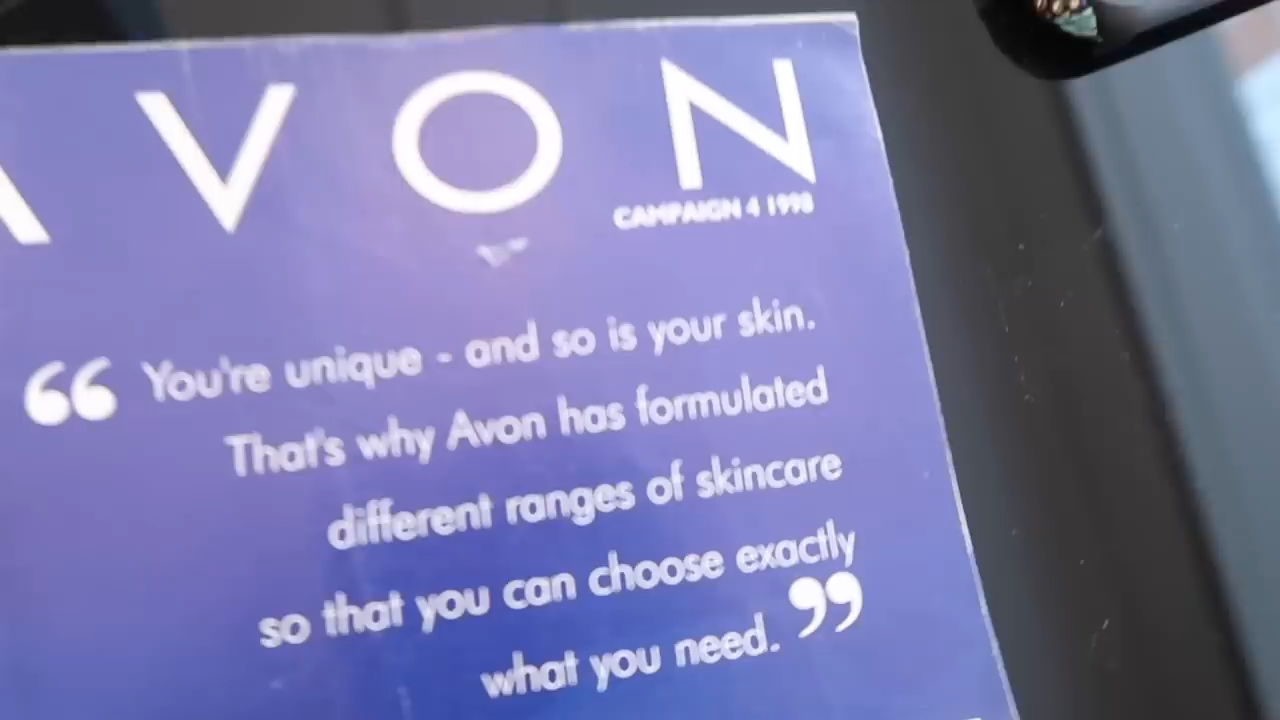 AVON
CAMPAIGN 4 1998
“ You're unique - and so is your skin.
That's why Avon has formulated
different ranges of skincare
so that you can choose exactly
what you need. ”